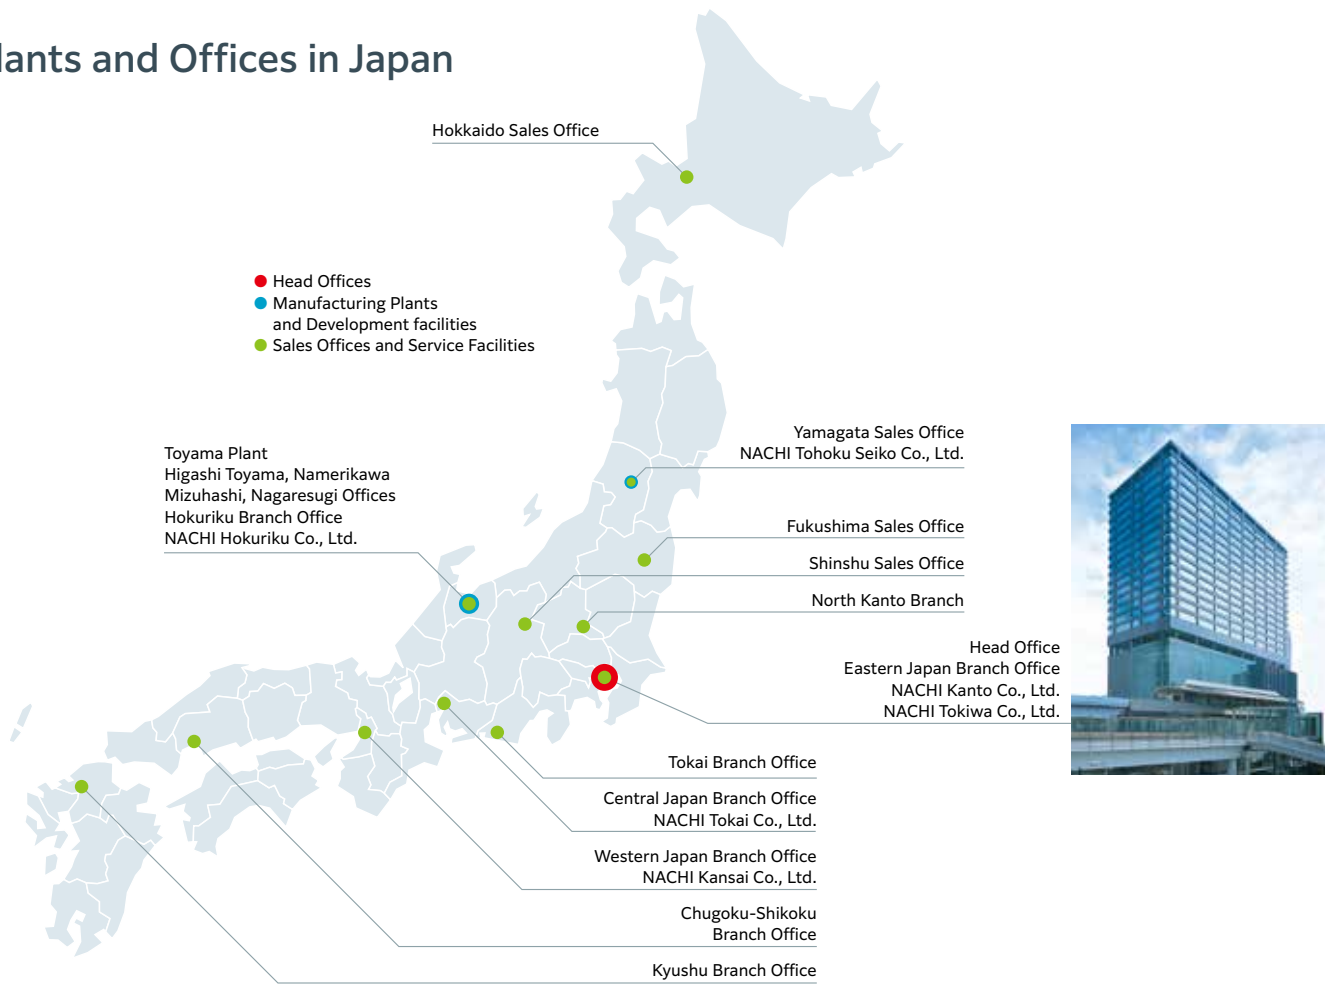 lants and Offices in Japan
Hokkaido Sales Office
Head Offices
Manufacturing Plants
and Development facilities
Sales Offices and Service Facilities
Yamagata Sales Office
NACHI Tohoku Seiko Co., Ltd.
Toyama Plant
Higashi Toyama, Namerikawa
Mizuhashi, Nagaresugi Offices
Hokuriku Branch Office
NACHI Hokuriku Co., Ltd.
Fukushima Sales Office
Shinshu Sales Office
North Kanto Branch
Head Office
Eastern Japan Branch Office
NACHI Kanto Co., Ltd.
NACHI Tokiwa Co., Ltd.
Tokai Branch Office
Central Japan Branch Office
NACHI Tokai Co., Ltd.
Western Japan Branch Office
NACHI Kansai Co., Ltd.
Chugoku-Shikoku
Branch Office
Kyushu Branch Office